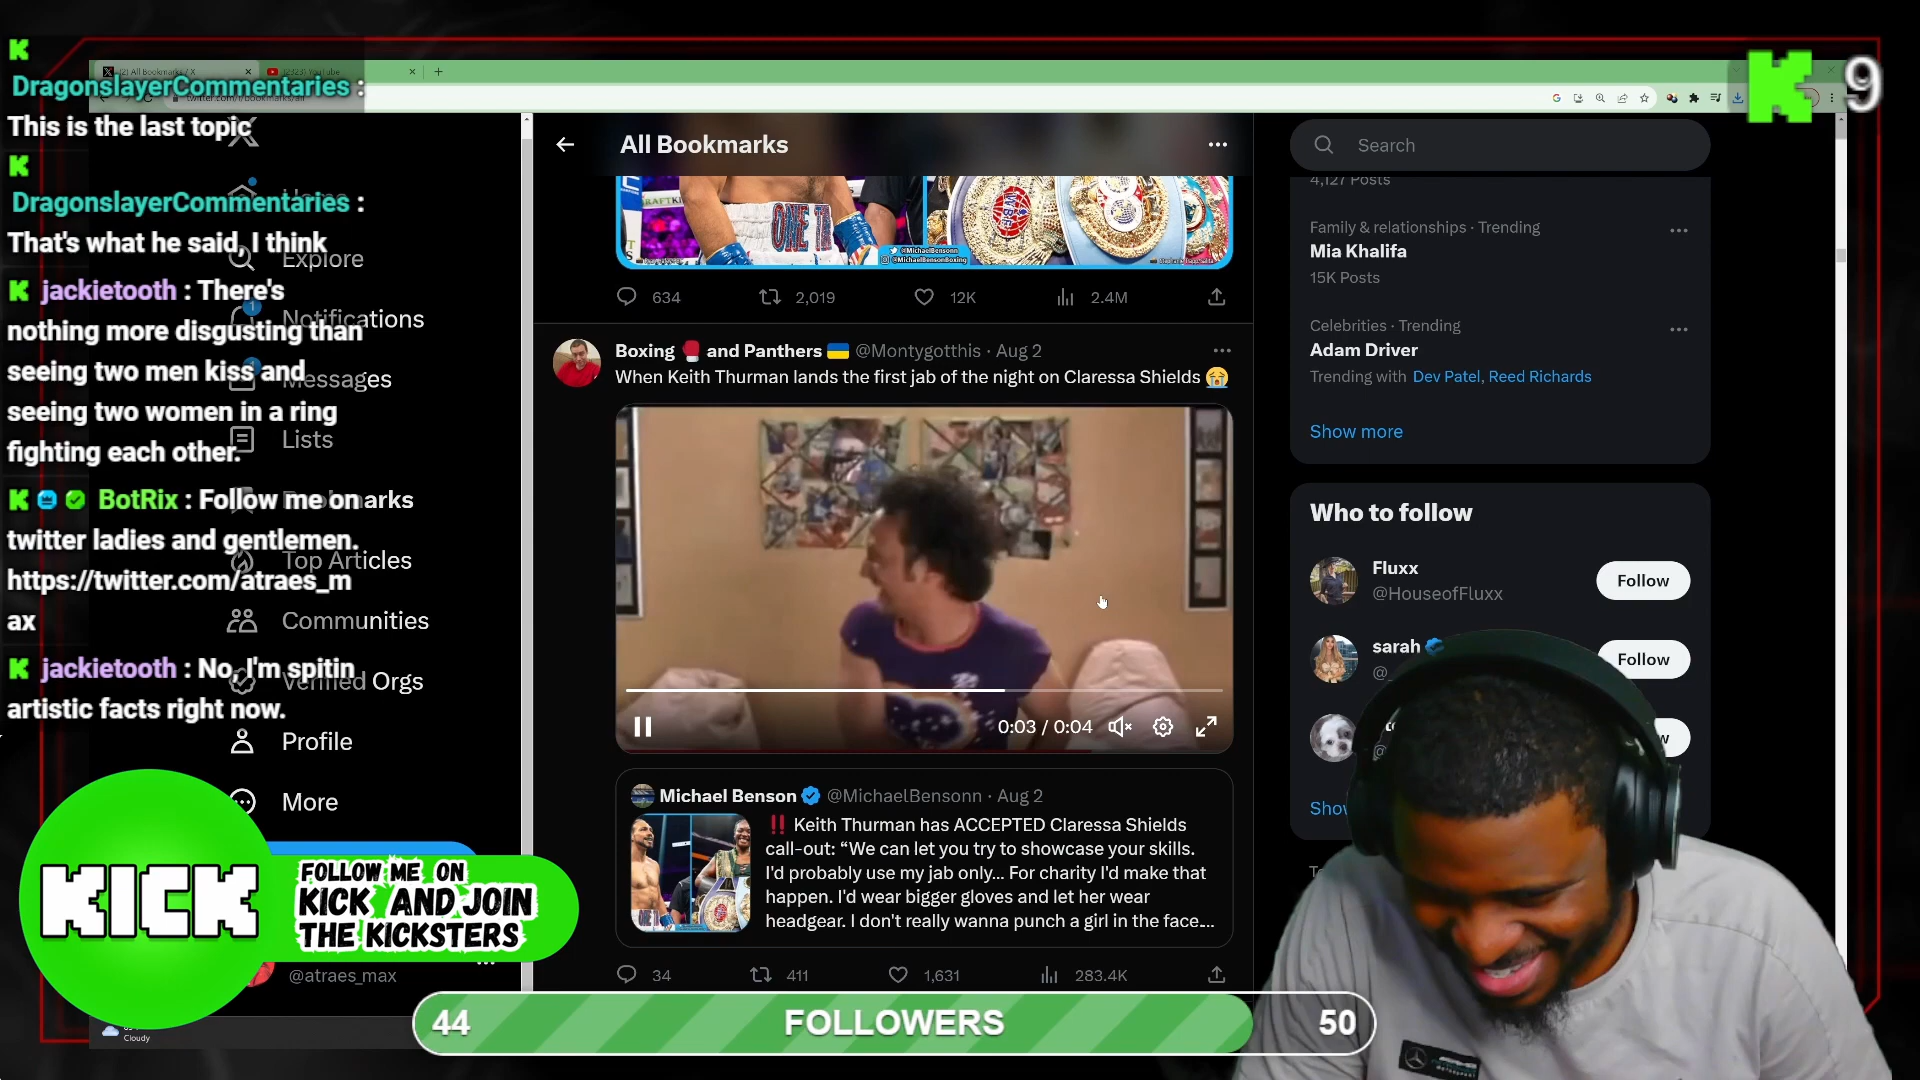 (2) All Bookmarks / X
YouTube
DragonslayerCommentaries :
This is the last topic
DragonslayerCommentaries :
That's what he said, I think
jackietooth : There's
nothing more disgusting than
seeing two men kiss and
seeing two women in a ring
fighting each other.
BotRix : Follow me on
twitter ladies and gentlemen.
https://twitter.com/atraes_m
ax
jackietooth : No, I'm spitin
artistic facts right now.
Home
Explore
Notifications
Messages
Lists
Bookmarks
Top Articles
Communities
Verified Orgs
Profile
More
KICK
FOLLOW ME ON
KICK AND JOIN
THE KICKSTERS
@atraes_max
Cloudy
All Bookmarks
ONE TI
@MichaelBensonn
@MichaelBensonBoxing
634
2,019
12K
2.4M
Boxing 🥊 and Panthers 🇺🇦 @Montygotthis · Aug 2
When Keith Thurman lands the first jab of the night on Claressa Shields 😭
0:03 / 0:04
Michael Benson @MichaelBensonn · Aug 2
‼️ Keith Thurman has ACCEPTED Claressa Shields
call-out: “We can let you try to showcase your skills.
I'd probably use my jab only... For charity I'd make that
happen. I'd wear bigger gloves and let her wear
headgear. I don't really wanna punch a girl in the face....
34
411
1,631
283.4K
44
FOLLOWERS
50
9
Search
4,127 Posts
Family & relationships · Trending
Mia Khalifa
15K Posts
Celebrities · Trending
Adam Driver
Trending with Dev Patel, Reed Richards
Show more
Who to follow
Fluxx
@HouseofFluxx
Follow
sarah
Follow